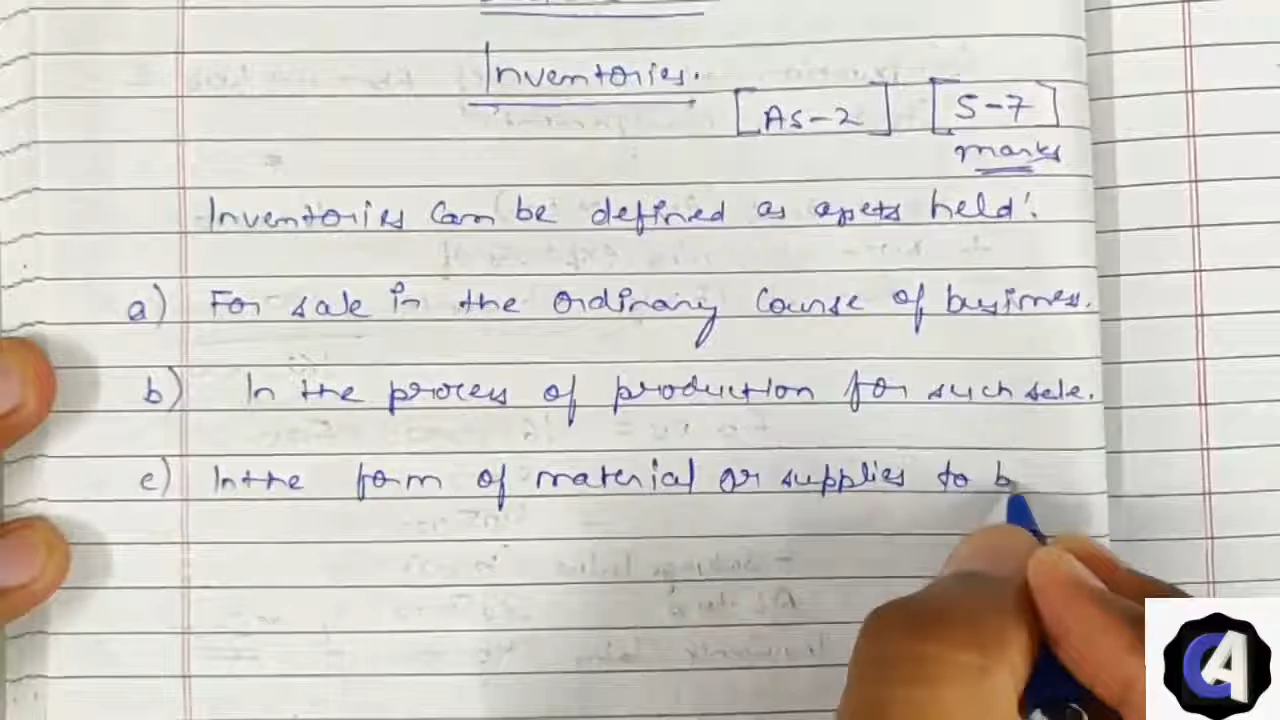 Inventories.
[AS-2] [5-7]
marks
Inventories can be defined as assets held:
a) For sale in the ordinary course of business.
b) In the process of production for such sale.
c) In the form of material or supplies to b
CA